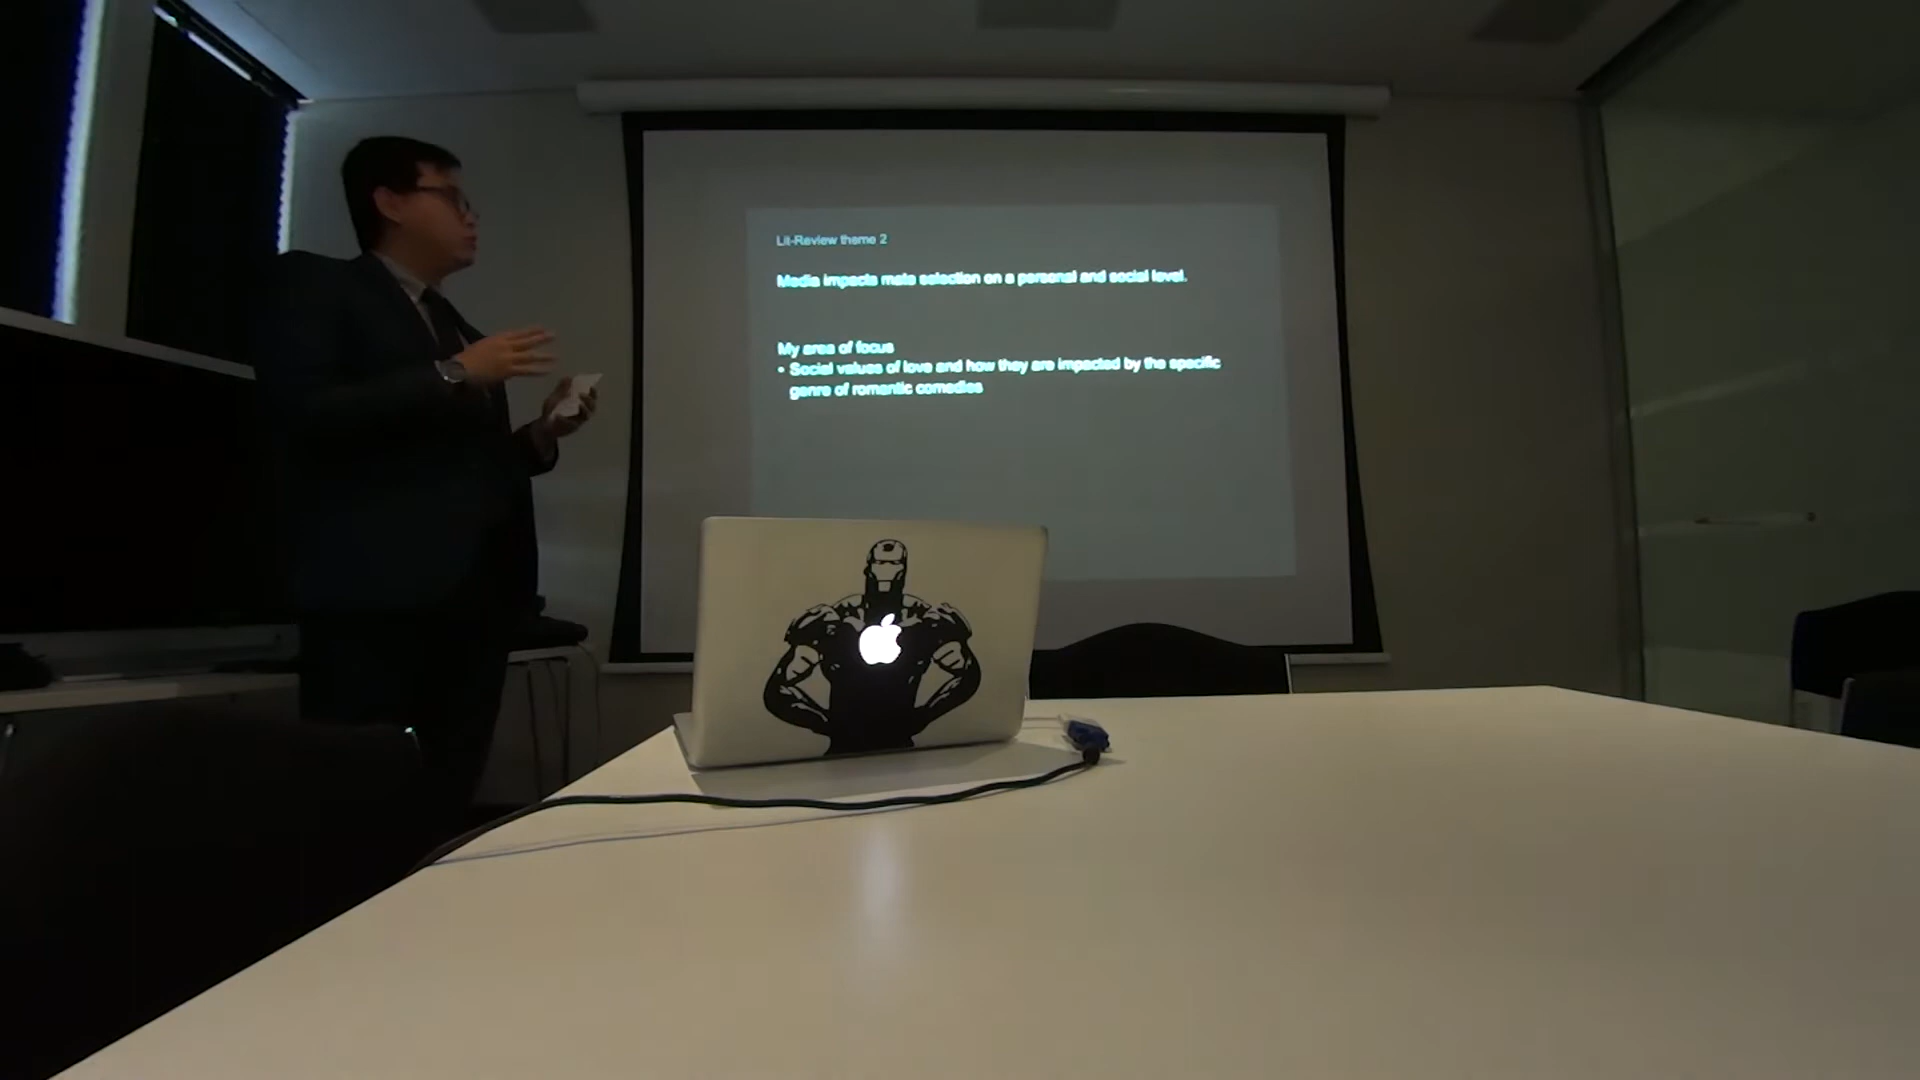 Lit-Review theme 2
Media impacts mate selection on a personal and social level.
My area of focus
• Social values of love and how they are impacted by the specific
genre of romantic comedies